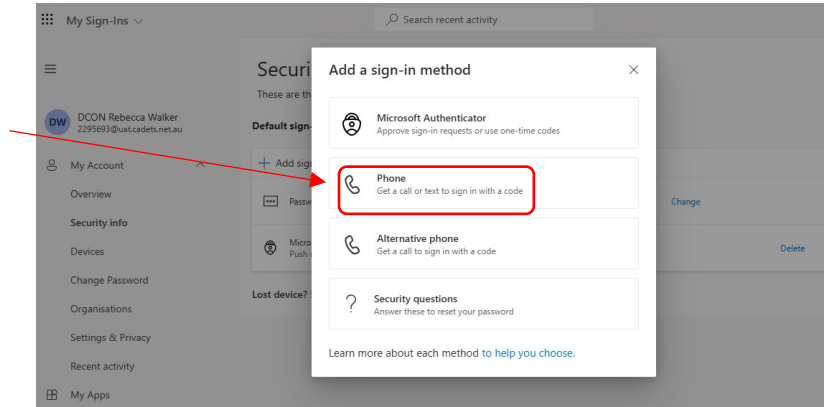 My Sign-Ins
Search recent activity
DW
DCON Rebecca Walker
2295693@uat.cadets.net.au
My Account
Overview
Security info
Devices
Change Password
Organisations
Settings & Privacy
Recent activity
My Apps
Securi
These are th
Default sign-
Add sig
Passw
Change
Micro
Push
Delete
Lost device?
Add a sign-in method
Microsoft Authenticator
Approve sign-in requests or use one-time codes
Phone
Get a call or text to sign in with a code
Alternative phone
Get a call to sign in with a code
Security questions
Answer these to reset your password
Learn more about each method to help you choose.